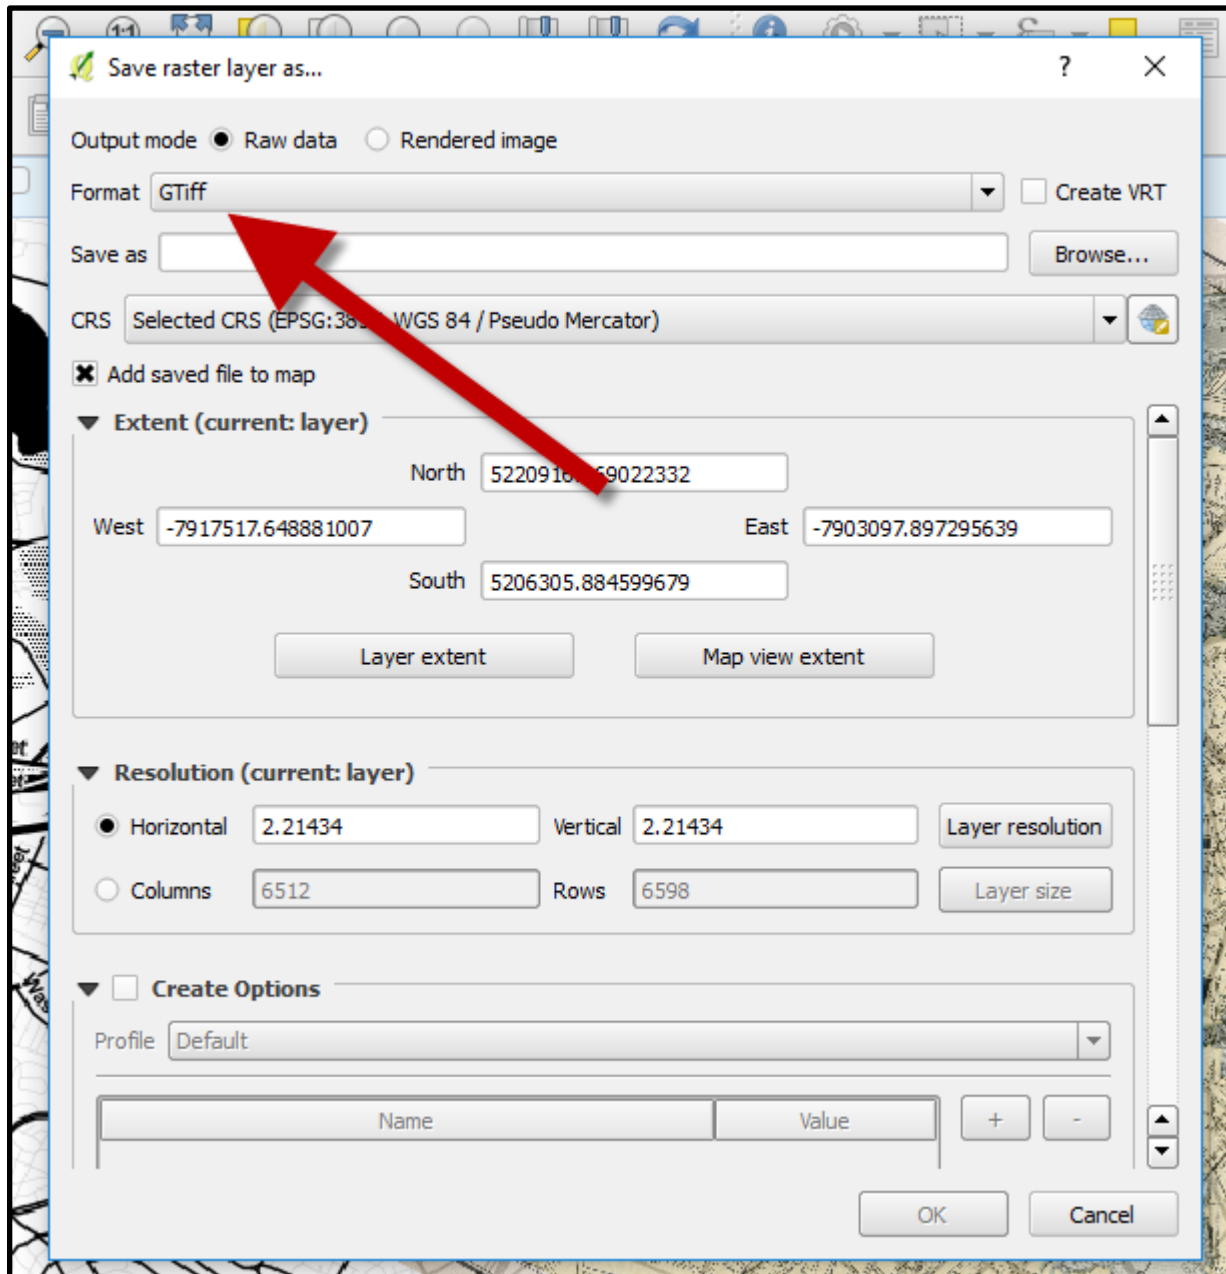 Save raster layer as... ?
Output mode Raw data Rendered image
Format GTiff Create VRT
Save as Browse...
CRS Selected CRS (EPSG: WGS 84 / Pseudo Mercator)
Add saved file to map
Extent (current: layer)
North
West -7917517.648881007 East -7903097.897295639
South 5206305.884599679
Layer extent Map view extent
Resolution (current: layer)
Horizontal 2.21434 Vertical 2.21434 Layer resolution
Columns 6512 Rows 6598 Layer size
Create Options
Profile Default
Name Value + -
OK Cancel